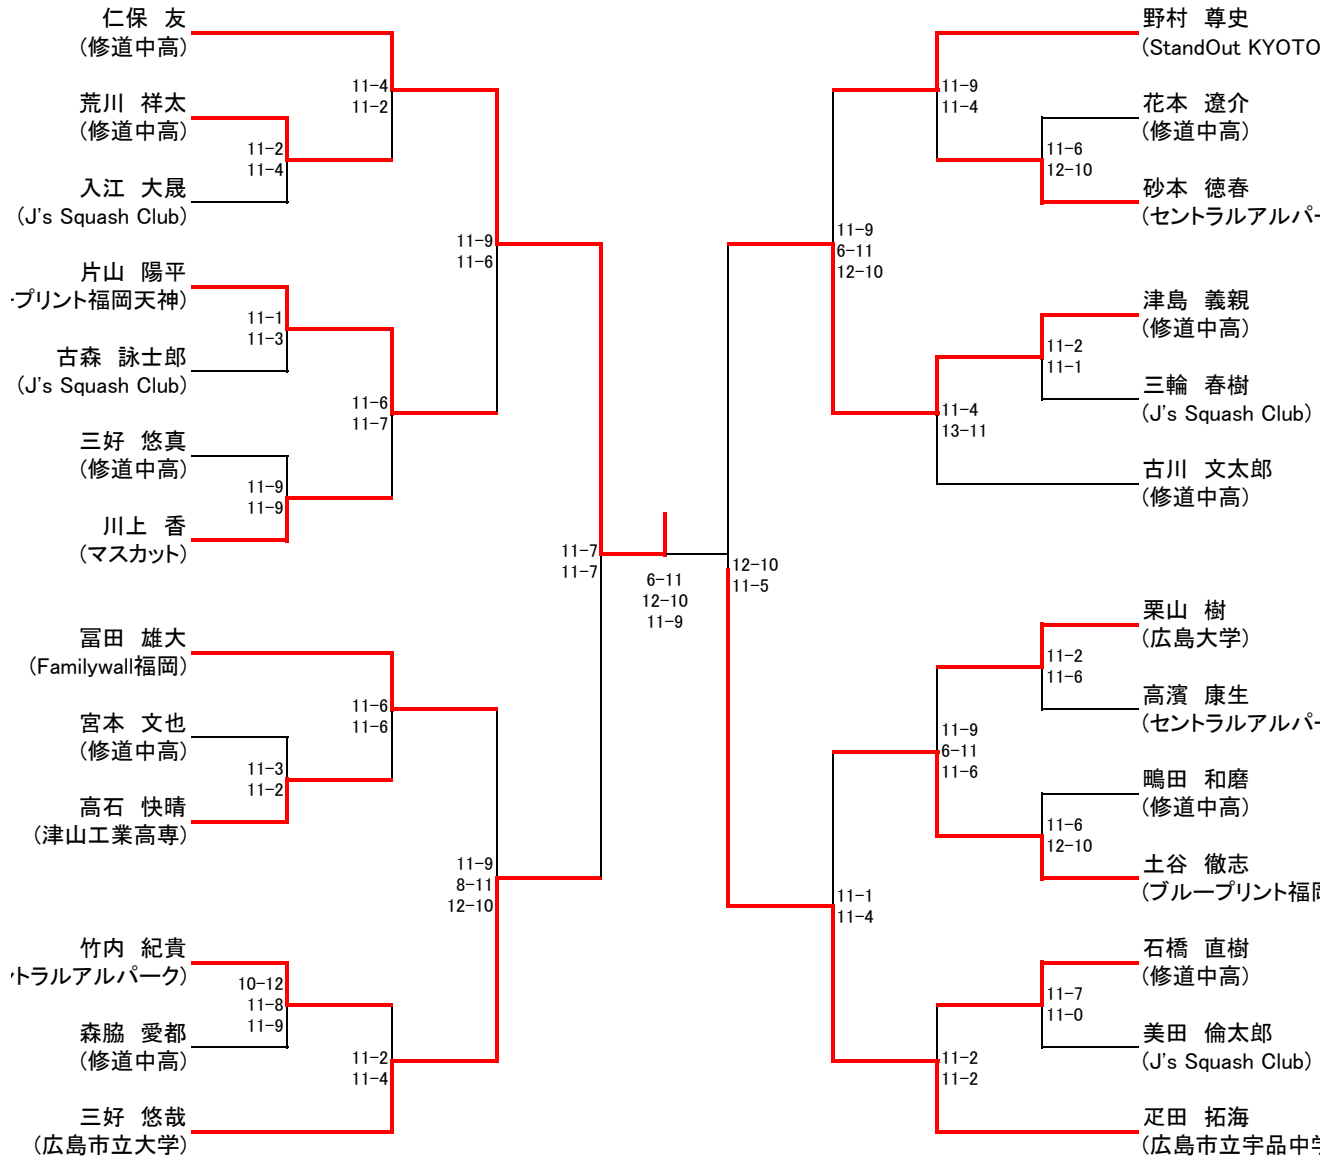 仁保 友
(修道中高)
荒川 祥太
(修道中高)
入江 大晟
(J's Squash Club)
片山 陽平
プリント福岡天神)
古森 詠士郎
(J's Squash Club)
三好 悠真
(修道中高)
川上 香
(マスカット)
冨田 雄大
(Familywall福岡)
宮本 文也
(修道中高)
高石 快晴
(津山工業高専)
竹内 紀貴
トラルアルパーク)
森脇 愛都
(修道中高)
三好 悠哉
(広島市立大学)
11-2
11-4
11-1
11-3
11-9
11-9
11-3
11-2
10-12
11-8
11-9
11-4
11-2
11-6
11-7
11-6
11-6
11-2
11-4
11-9
11-6
11-9
8-11
12-10
11-7
11-7
6-11
12-10
11-9
12-10
11-5
11-9
6-11
12-10
11-1
11-4
11-9
11-4
11-4
13-11
11-9
6-11
11-6
11-2
11-2
11-6
12-10
11-2
11-1
11-2
11-6
11-6
12-10
11-7
11-0
野村 尊史
(StandOut KYOTO
花本 遼介
(修道中高)
砂本 徳春
(セントラルアルパー
津島 義親
(修道中高)
三輪 春樹
(J's Squash Club)
古川 文太郎
(修道中高)
栗山 樹
(広島大学)
高濱 康生
(セントラルアルパー
鴫田 和磨
(修道中高)
土谷 徹志
(ブループリント福岡
石橋 直樹
(修道中高)
美田 倫太郎
(J's Squash Club)
疋田 拓海
(広島市立宇品中学